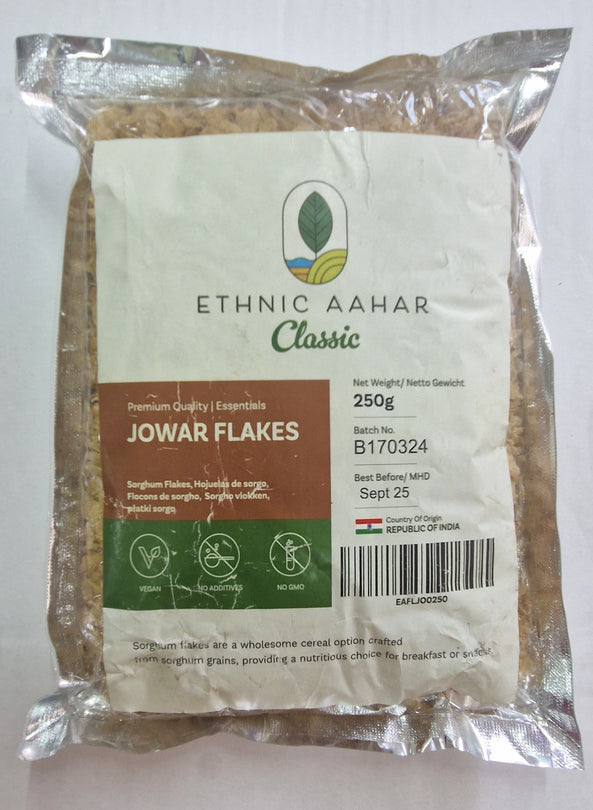 ETHNIC AAHAR
Classic
Premium Quality | Essentials
JOWAR FLAKES
Sorghum Flakes, Hojuelas de sorgo,
Flocons de sorgho, Sorgho vlokken,
płatki sorgo
VEGAN
NO ADDITIVES
NO GMO
Net Weight/ Netto Gewicht
250g
Batch No.
B170324
Best Before/ MHD
Sept 25
Country Of Origin
REPUBLIC OF INDIA
EAFLJO0250
Sorghum flakes are a wholesome cereal option crafted
from sorghum grains, providing a nutritious choice for breakfast or snacks.